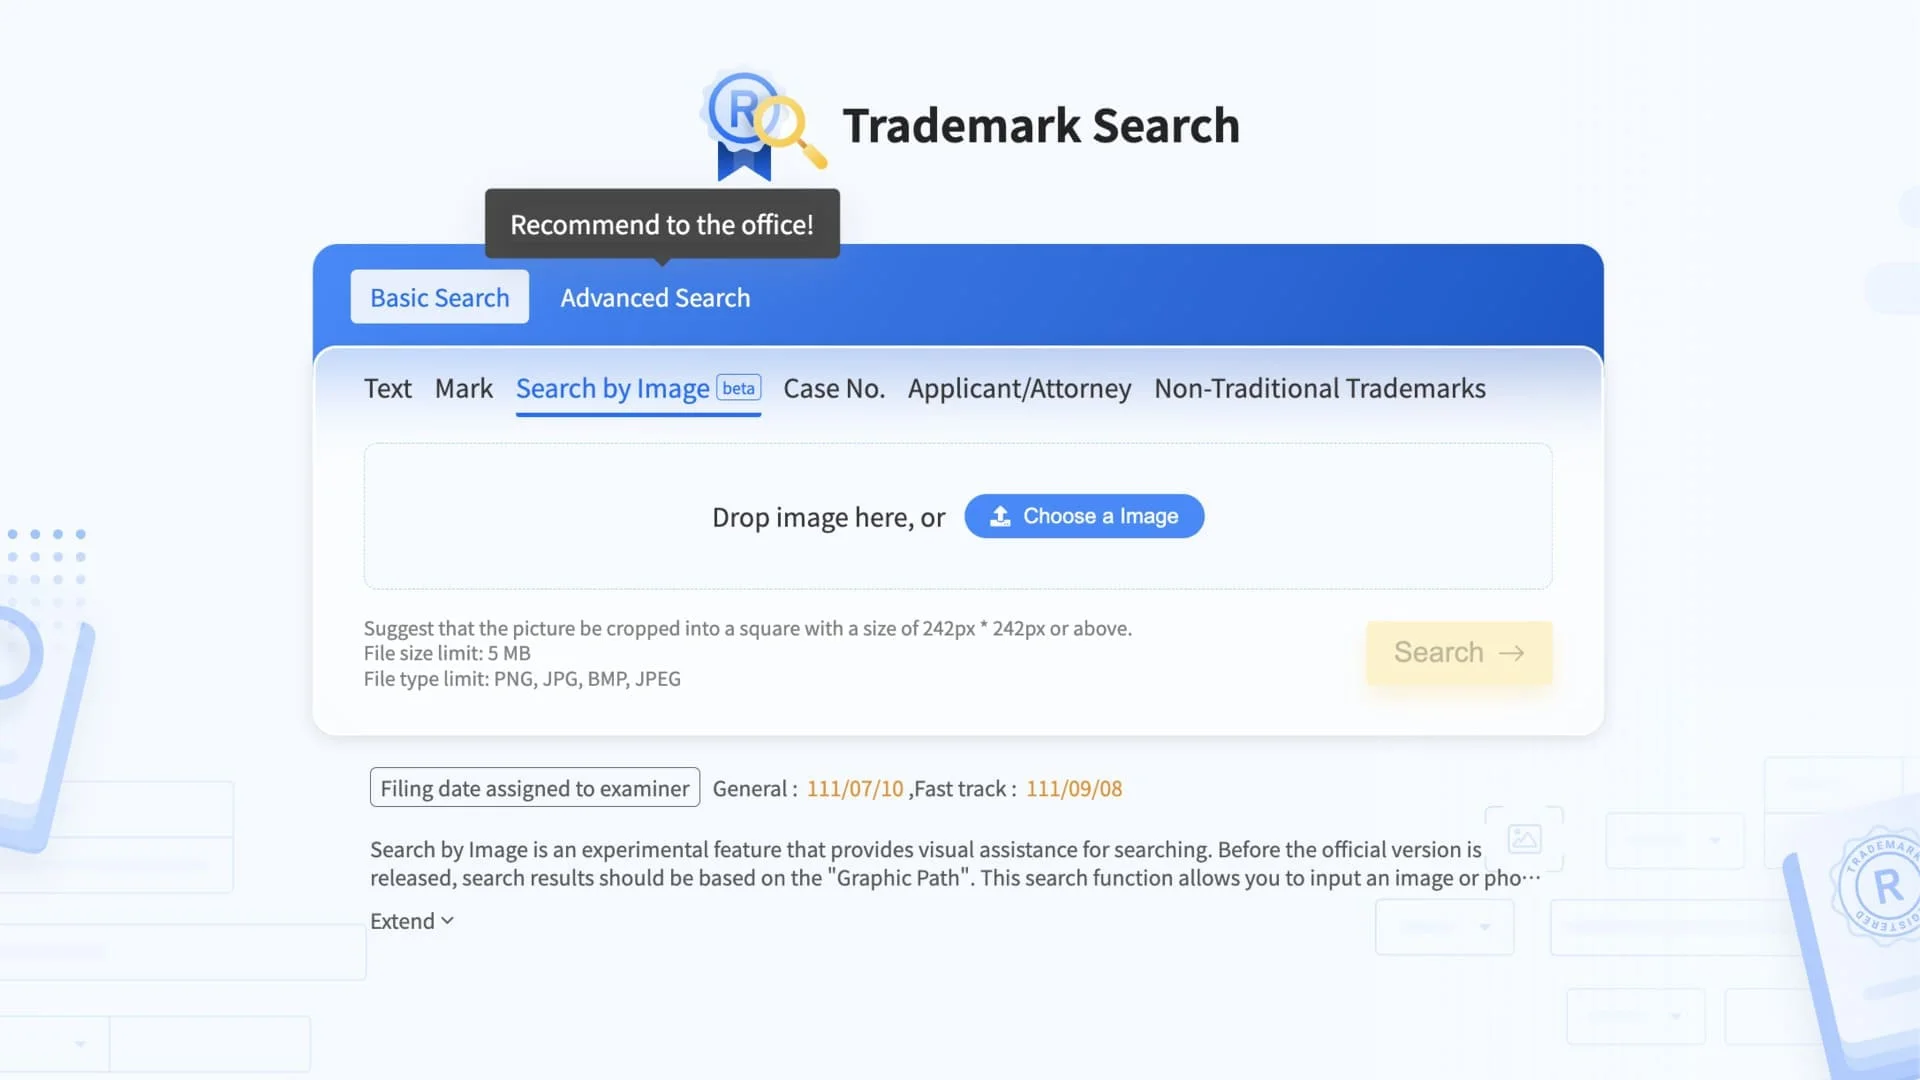 Trademark Search
Recommend to the office!
Basic Search
Advanced Search
Text
Mark
Search by Image beta
Case No.
Applicant/Attorney
Non-Traditional Trademarks
Drop image here, or
Choose a Image
Suggest that the picture be cropped into a square with a size of 242px * 242px or above.
File size limit: 5 MB
File type limit: PNG, JPG, BMP, JPEG
Search
Filing date assigned to examiner General : 111/07/10 ,Fast track : 111/09/08
Search by Image is an experimental feature that provides visual assistance for searching. Before the official version is
released, search results should be based on the "Graphic Path". This search function allows you to input an image or pho…
Extend
R
TRADEMARK
R
REGISTERED